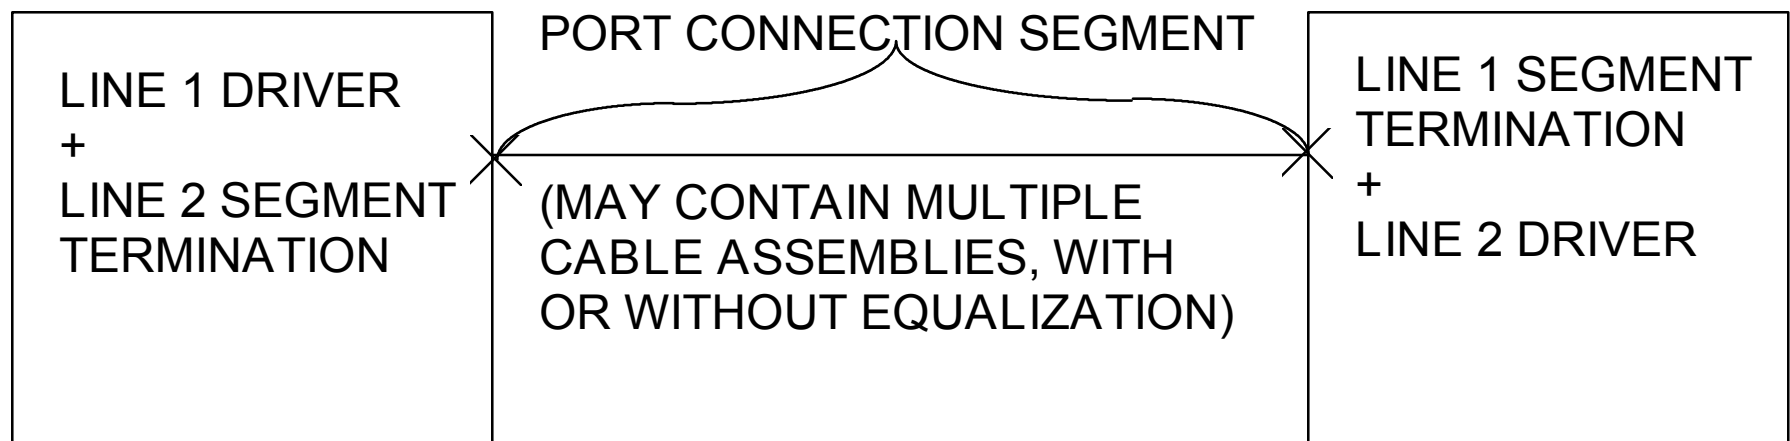 LINE 1 DRIVER
+
LINE 2 SEGMENT
TERMINATION
PORT CONNECTION SEGMENT
(MAY CONTAIN MULTIPLE
CABLE ASSEMBLIES, WITH
OR WITHOUT EQUALIZATION)
LINE 1 SEGMENT
TERMINATION
+
LINE 2 DRIVER